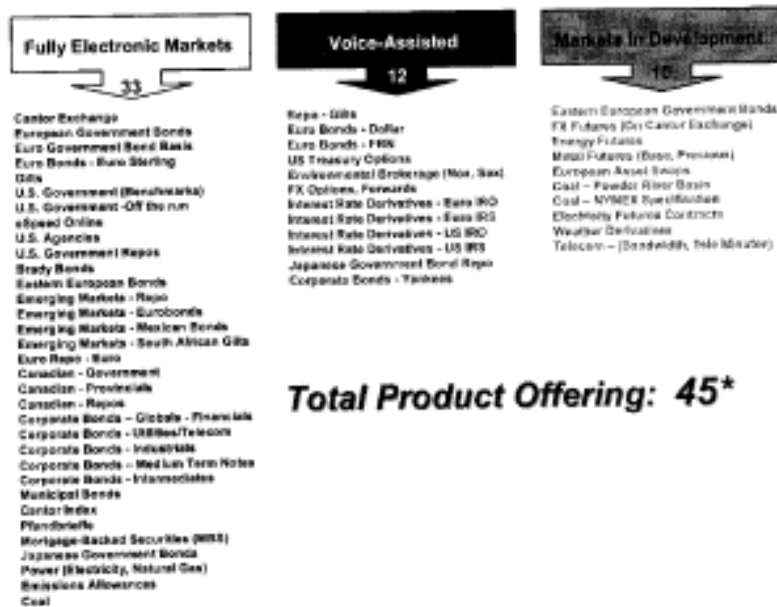 Fully Electronic Markets
33
Cantor Exchange
European Government Bonds
Euro Government Bond Basis
Euro Bonds - Euro Sterling
Gilts
U.S. Government (Benchmarks)
U.S. Government -Off the run
eSpeed Online
U.S. Agencies
U.S. Government Repos
Brady Bonds
Eastern European Bonds
Emerging Markets - Repo
Emerging Markets - Eurobonds
Emerging Markets - Mexican Bonds
Emerging Markets - South African Gilts
Euro Repo - Euro
Canadian - Government
Canadian - Provincials
Canadian - Repos
Corporate Bonds – Globals - Financials
Corporate Bonds - Utilities/Telecom
Corporate Bonds - Industrials
Corporate Bonds – Medium Term Notes
Corporate Bonds - Intermediates
Municipal Bonds
Cantor Index
Pfandbrieffe
Mortgage-Backed Securities (MBS)
Japanese Government Bonds
Power (Electricity, Natural Gas)
Emissions Allowances
Coal
Voice-Assisted
12
Repo - Gilts
Euro Bonds - Dollar
Euro Bonds - FRN
US Treasury Options
Environmental Brokerage (Nox, Sox)
FX Options, Forwards
Interest Rate Derivatives - Euro IRO
Interest Rate Derivatives - Euro IRS
Interest Rate Derivatives - US IRO
Interest Rate Derivatives - US IRS
Japanese Government Bond Repo
Corporate Bonds - Yankees
Markets In Development
10
Eastern European Government Bonds
FX Futures (On Cantor Exchange)
Energy Futures
Metal Futures (Base, Precious)
European Asset Swaps
Coal – Powder River Basin
Coal – NYMEX Specification
Electricity Futures Contracts
Weather Derivatives
Telecom – (Bandwidth, Tele Minutes)
Total Product Offering: 45*